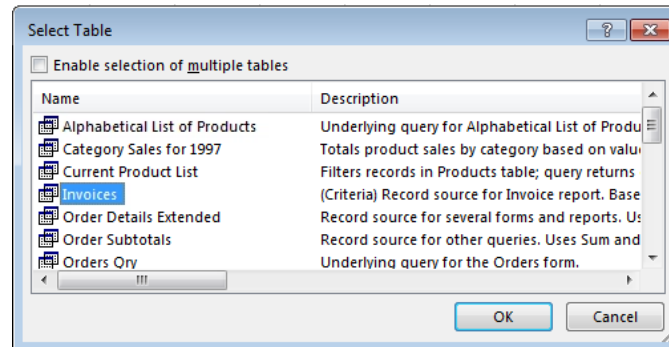 Select Table
Enable selection of multiple tables
Name Description
Alphabetical List of Products Underlying query for Alphabetical List of Produ
Category Sales for 1997 Totals product sales by category based on valu
Current Product List Filters records in Products table; query returns
Invoices (Criteria) Record source for Invoice report. Base
Order Details Extended Record source for several forms and reports. Us
Order Subtotals Record source for other queries. Uses Sum and
Orders Qry Underlying query for the Orders form.
OK Cancel